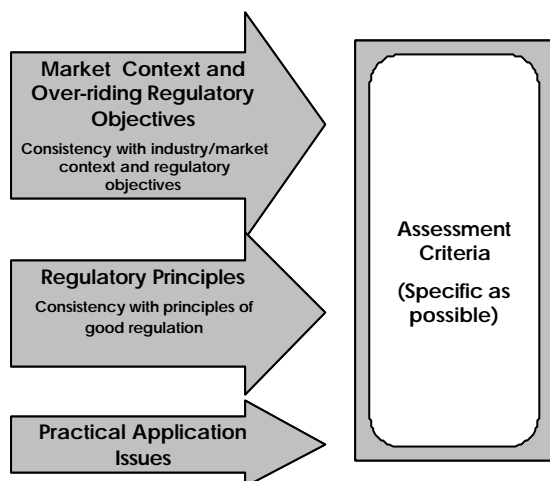 Market Context and
Over-riding Regulatory
Objectives
Consistency with industry/market
context and regulatory
objectives
Regulatory Principles
Consistency with principles of
good regulation
Practical Application
Issues
Assessment
Criteria
(Specific as
possible)